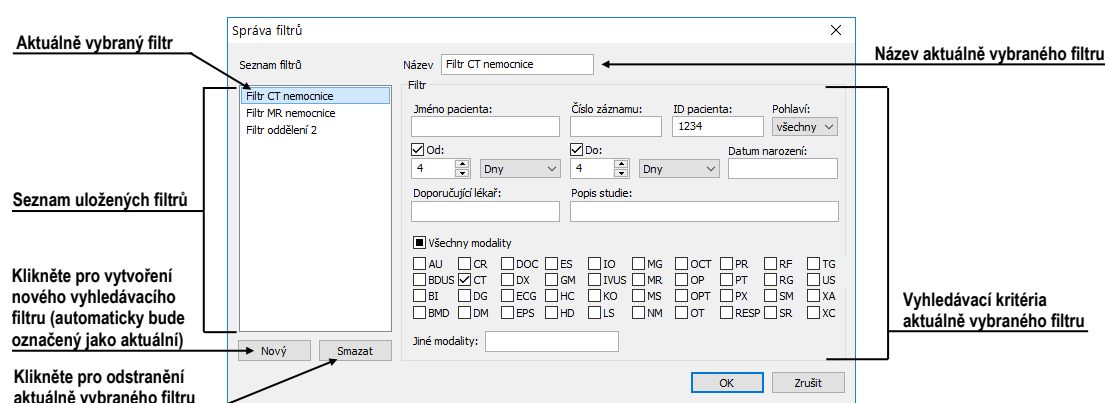 Správa filtrů
Aktuálně vybraný filtr
Seznam filtrů
Název Filtr CT nemocnice
Název aktuálně vybraného filtru
Filtr CT nemocnice
Filtr MR nemocnice
Filtr oddělení 2
Filtr
Jméno pacienta: Číslo záznamu: ID pacienta: Pohlaví:
1234 všechny
Od: Do: Datum narození:
4 Dny 4 Dny
Doporučující lékař: Popis studie:
Seznam uložených filtrů
Všechny modality
AU CR DOC ES IO MG OCT PR RF TG
BDUS CT DX GM IVUS MR OP PT RG US
BI DG ECG HC KO MS OPT PX SM XA
BMD DM EPS HD LS NM OT RESP SR XC
Jiné modality:
Klikněte pro vytvoření
nového vyhledávacího
filtru (automaticky bude
označený jako aktuální)
Vyhledávací kritéria
aktuálně vybraného filtru
Nový Smazat
Klikněte pro odstranění
aktuálně vybraného filtru
OK Zrušit